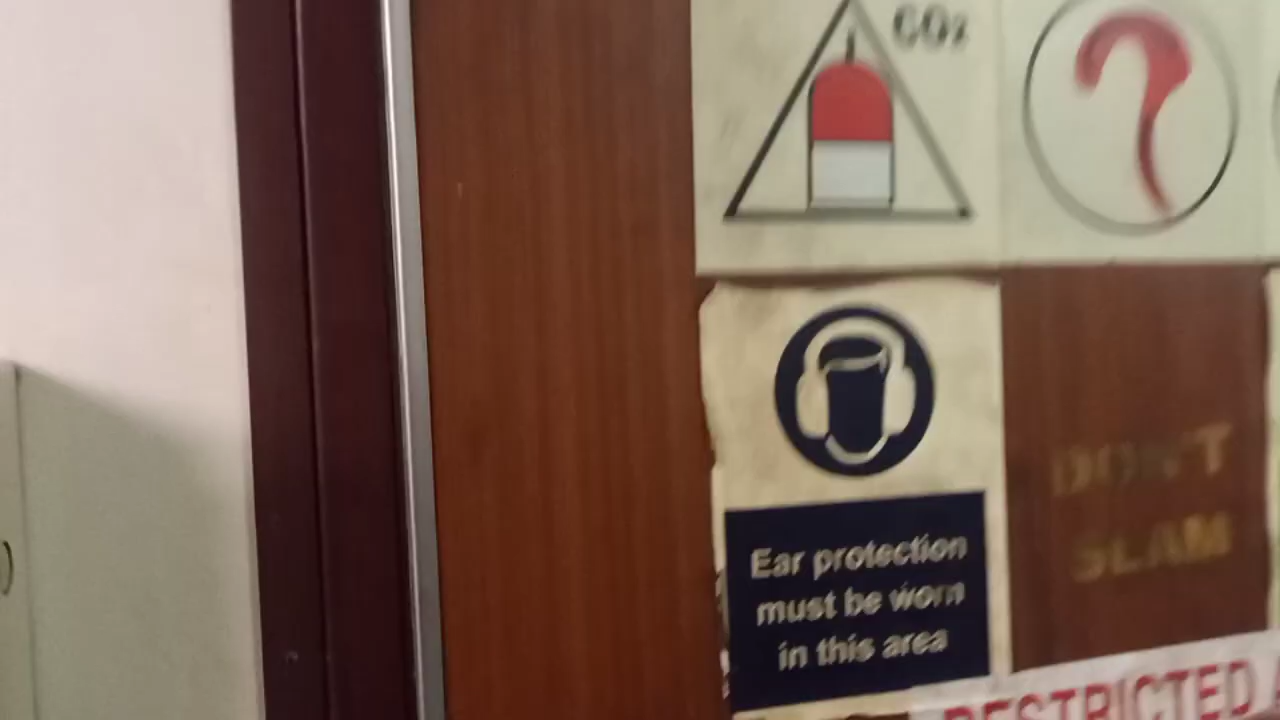 CO2
?
Ear protection
must be worn
in this area
DON'T
SLAM
RESTRICTED